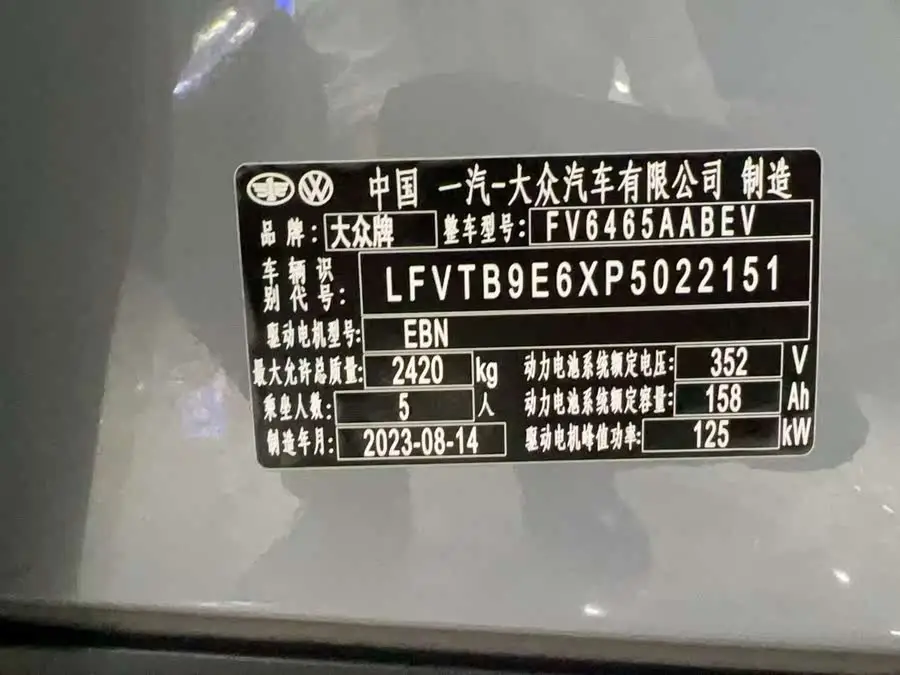 中国 一汽-大众汽车有限公司 制造
品牌: 大众牌 整车型号: FV6465AABEV
车辆识别代号: LFVTB9E6XP5022151
驱动电机型号: EBN
最大允许总质量: 2420 kg 动力电池系统额定电压: 352 V
乘坐人数: 5 人 动力电池系统额定容量: 158 Ah
制造年月: 2023-08-14 驱动电机峰值功率: 125 kW